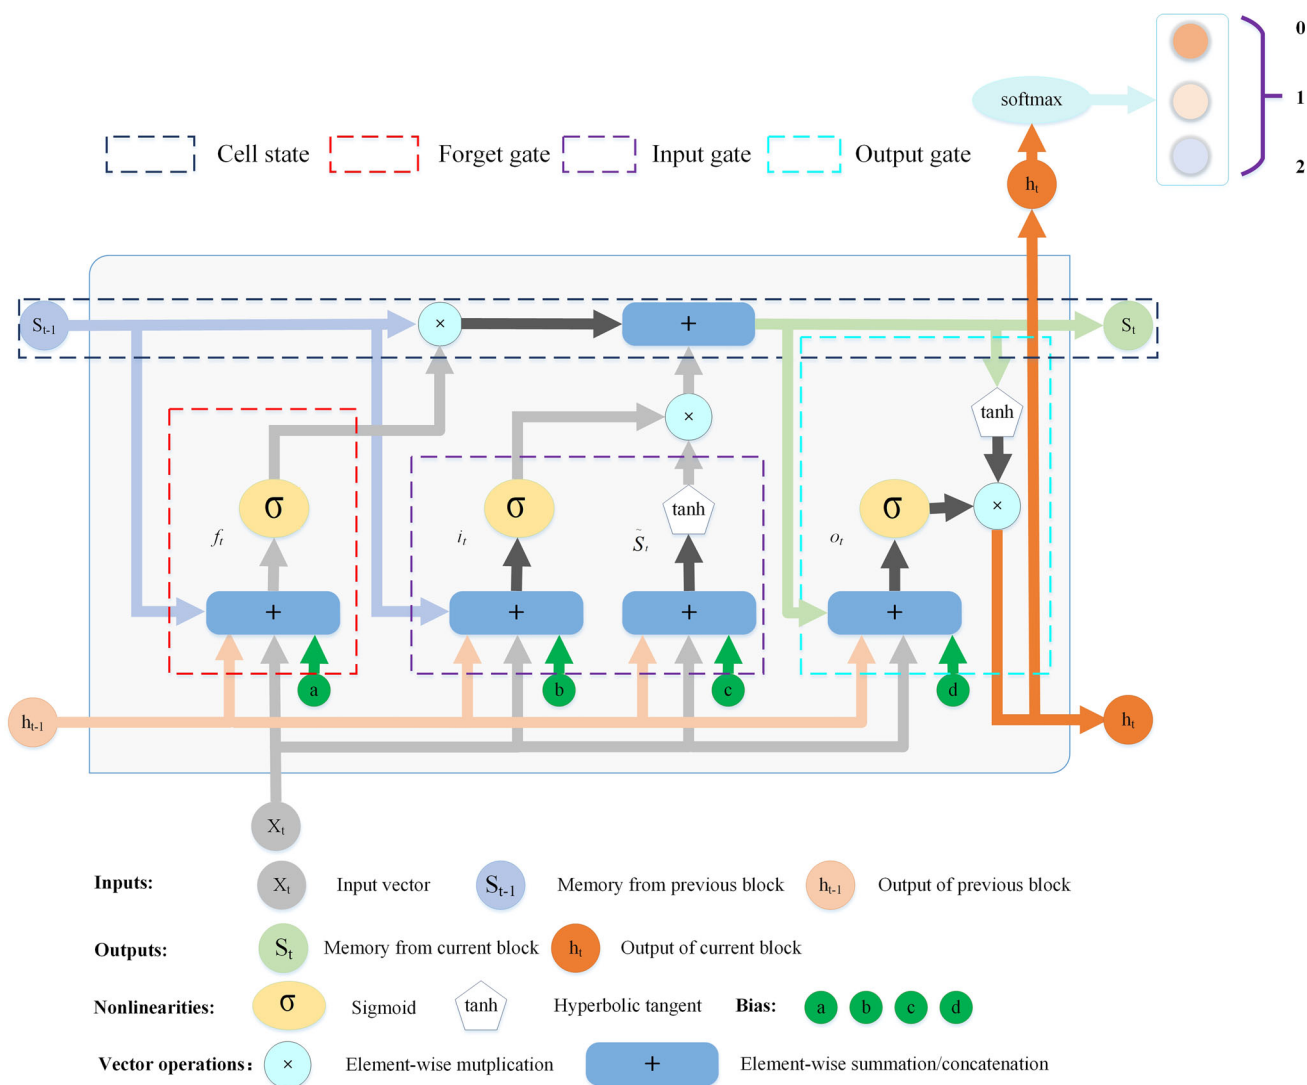 0
softmax
1
2
Cell state Forget gate Input gate Output gate
hₜ
Sₜ₋₁ × + Sₜ
tanh
×
σ σ tanh σ ×
fₜ iₜ S̃ₜ oₜ
+ + + +
a b c d
hₜ₋₁ hₜ
Xₜ
Inputs: Xₜ Input vector Sₜ₋₁ Memory from previous block hₜ₋₁ Output of previous block
Outputs: Sₜ Memory from current block hₜ Output of current block
Nonlinearities: σ Sigmoid tanh Hyperbolic tangent Bias: a b c d
Vector operations: × Element-wise mutplication + Element-wise summation/concatenation